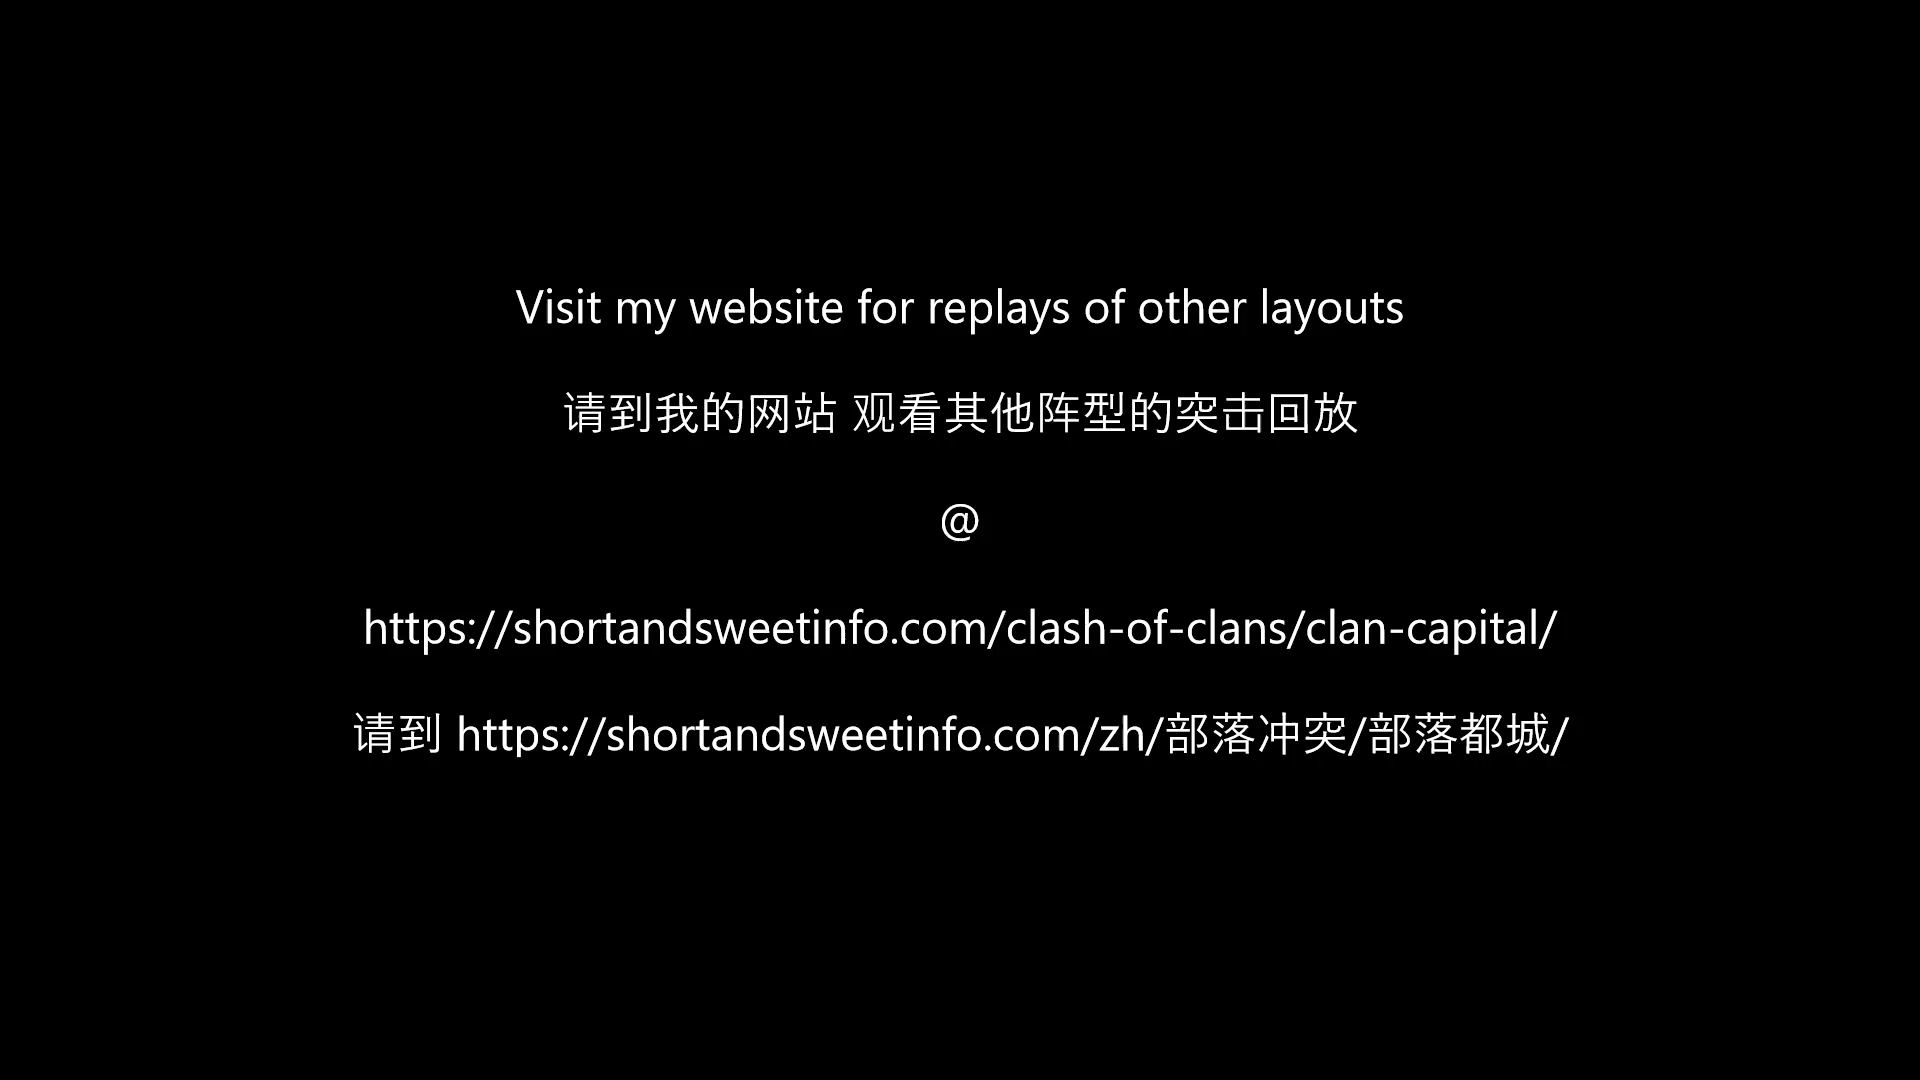 Visit my website for replays of other layouts
请到我的网站 观看其他阵型的突击回放
@
https://shortandsweetinfo.com/clash-of-clans/clan-capital/
请到 https://shortandsweetinfo.com/zh/部落冲突/部落都城/